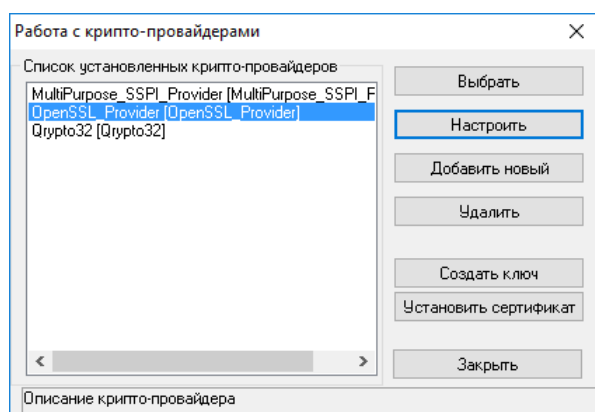 Работа с крипто-провайдерами
Список установленных крипто-провайдеров
MultiPurpose_SSPI_Provider [MultiPurpose_SSPI_F
OpenSSL_Provider [OpenSSL_Provider]
Qrypto32 [Qrypto32]
Выбрать
Настроить
Добавить новый
Удалить
Создать ключ
Установить сертификат
Закрыть
Описание крипто-провайдера